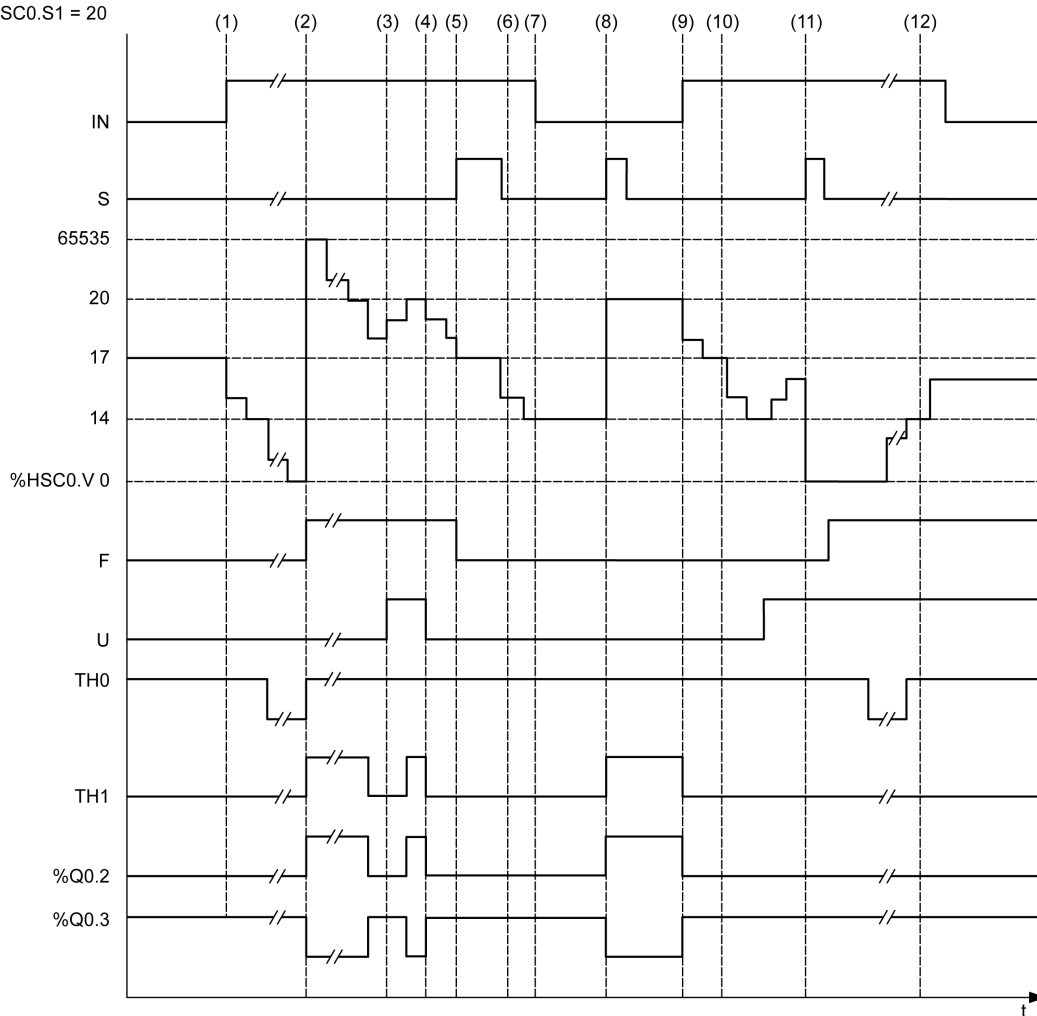 SC0.S1 = 20
(1) (2) (3) (4) (5) (6) (7) (8) (9) (10) (11) (12)
IN
S
65535
20
17
14
%HSC0.V 0
F
U
TH0
TH1
%Q0.2
%Q0.3
t